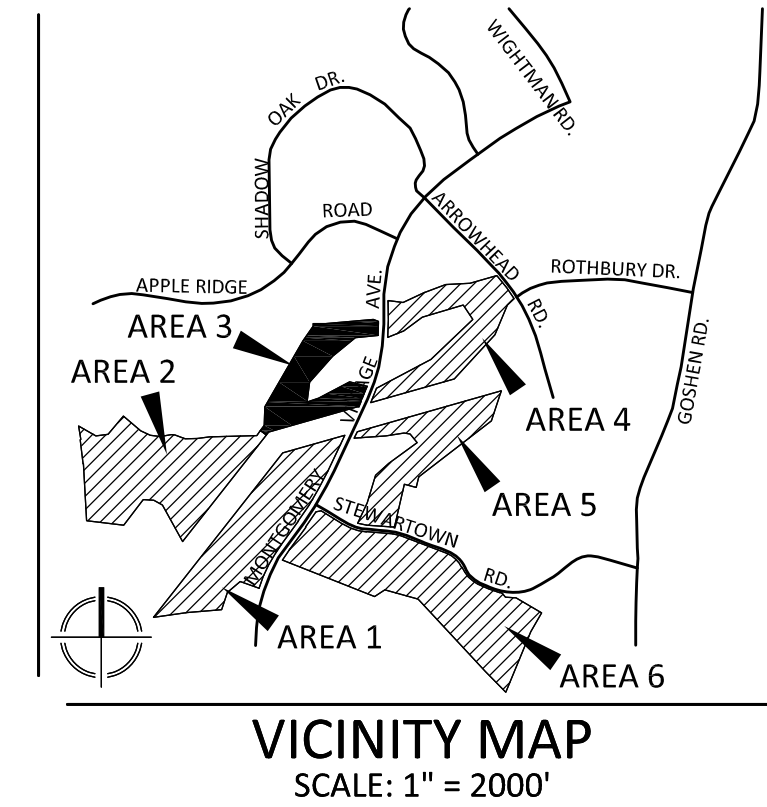 WIGHTMAN RD.
OAK DR.
SHADOW
ROAD
ARROWHEAD
RD.
ROTHBURY DR.
APPLE RIDGE
AVE.
AREA 3
GOSHEN RD.
AREA 2
AREA 4
AREA 5
MONTGOMERY
STEWARTOWN
RD.
AREA 1
AREA 6
VICINITY MAP
SCALE: 1" = 2000'